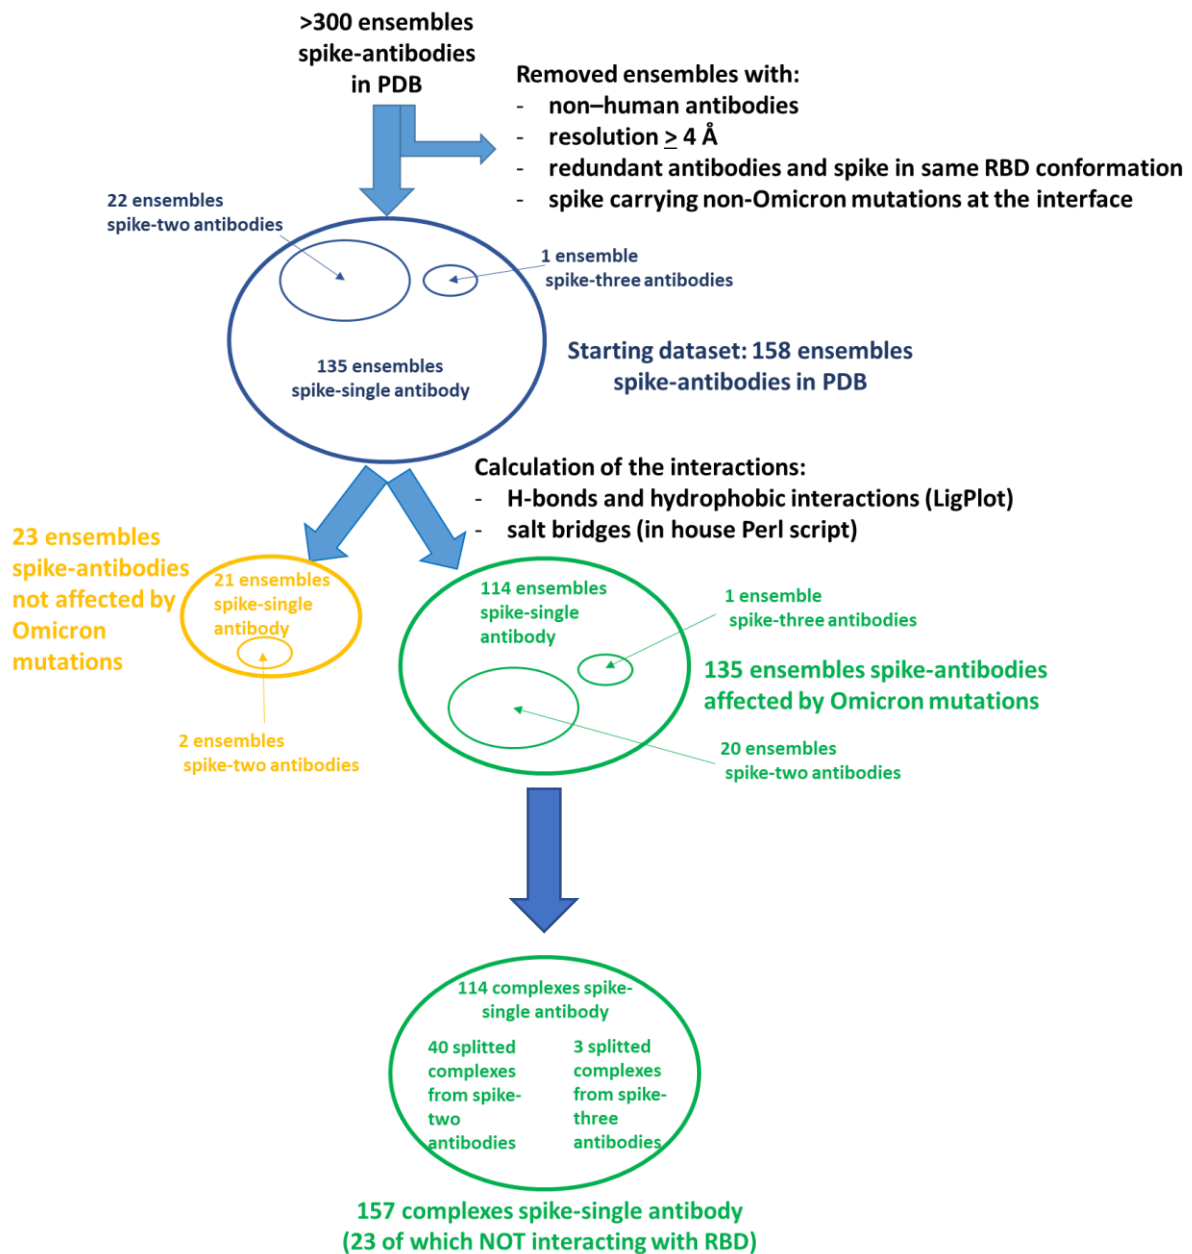 >300 ensembles
spike-antibodies
in PDB
Removed ensembles with:
- non–human antibodies
- resolution ≥ 4 Å
- redundant antibodies and spike in same RBD conformation
- spike carrying non-Omicron mutations at the interface
22 ensembles
spike-two antibodies
1 ensemble
spike-three antibodies
135 ensembles
spike-single antibody
Starting dataset: 158 ensembles
spike-antibodies in PDB
Calculation of the interactions:
- H-bonds and hydrophobic interactions (LigPlot)
- salt bridges (in house Perl script)
23 ensembles
spike-antibodies
not affected by
Omicron
mutations
21 ensembles
spike-single
antibody
2 ensembles
spike-two antibodies
114 ensembles
spike-single
antibody
1 ensemble
spike-three antibodies
135 ensembles spike-antibodies
affected by Omicron mutations
20 ensembles
spike-two antibodies
114 complexes spike-
single antibody
40 splitted
complexes
from spike-
two
antibodies
3 splitted
complexes
from spike-
three
antibodies
157 complexes spike-single antibody
(23 of which NOT interacting with RBD)